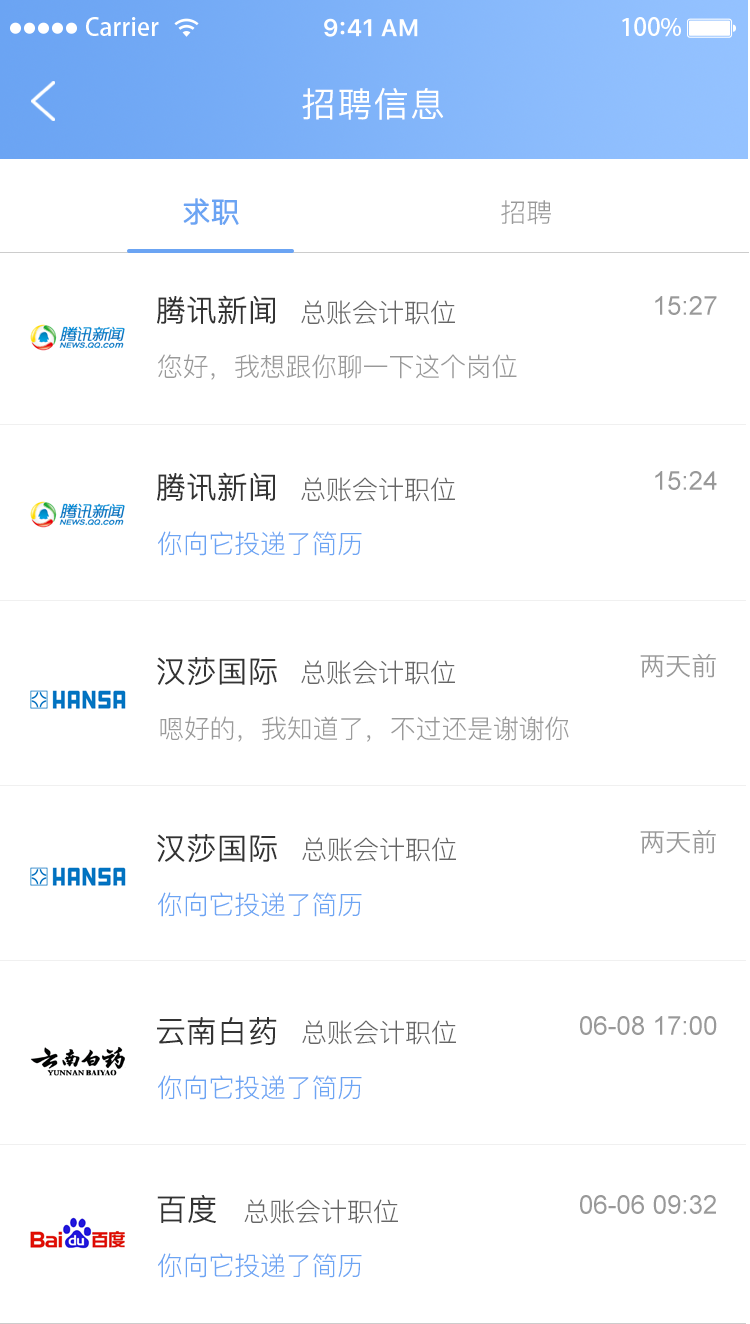 Carrier 9:41 AM 100%
招聘信息
求职 招聘
腾讯新闻 总账会计职位 15:27
腾讯新闻
NEWS.QQ.com
您好，我想跟你聊一下这个岗位
腾讯新闻 总账会计职位 15:24
腾讯新闻
NEWS.QQ.com
你向它投递了简历
汉莎国际 总账会计职位 两天前
HANSA
嗯好的，我知道了，不过还是谢谢你
汉莎国际 总账会计职位 两天前
HANSA
你向它投递了简历
云南白药 总账会计职位 06-08 17:00
云南白药
YUNNAN BAIYAO
你向它投递了简历
百度 总账会计职位 06-06 09:32
Bai du 百度
你向它投递了简历